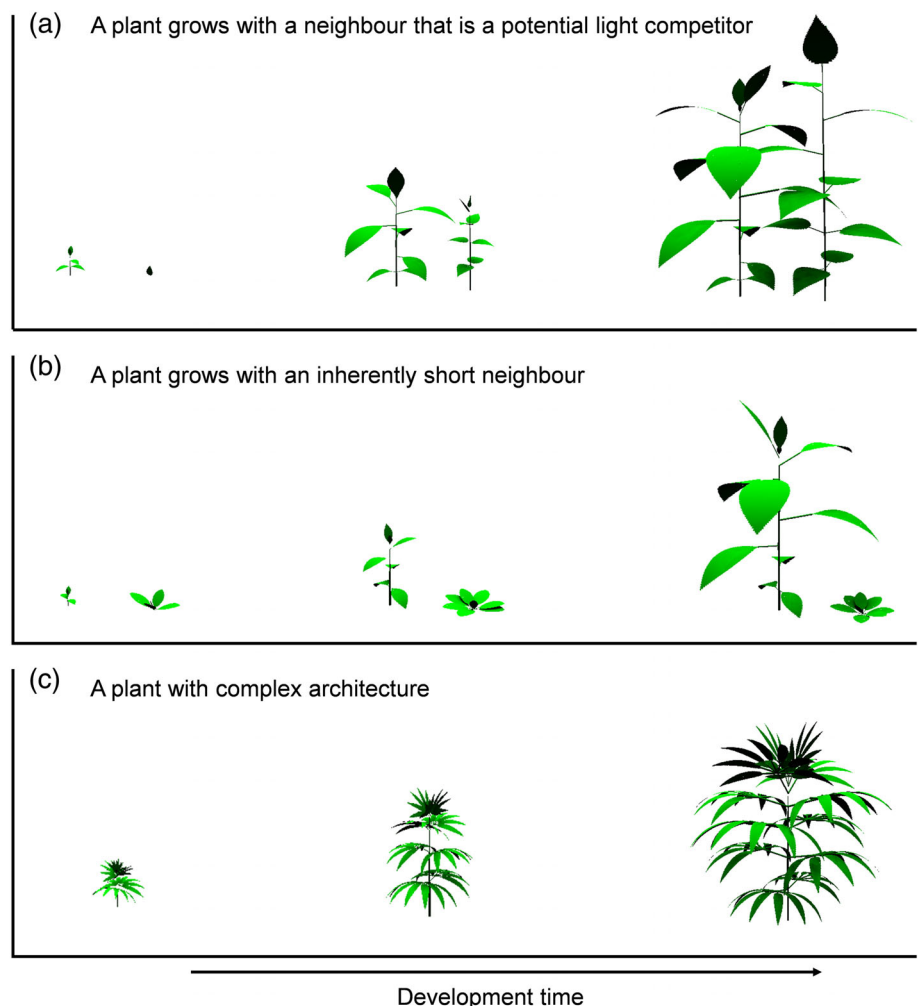 (a) A plant grows with a neighbour that is a potential light competitor
(b) A plant grows with an inherently short neighbour
(c) A plant with complex architecture
Development time